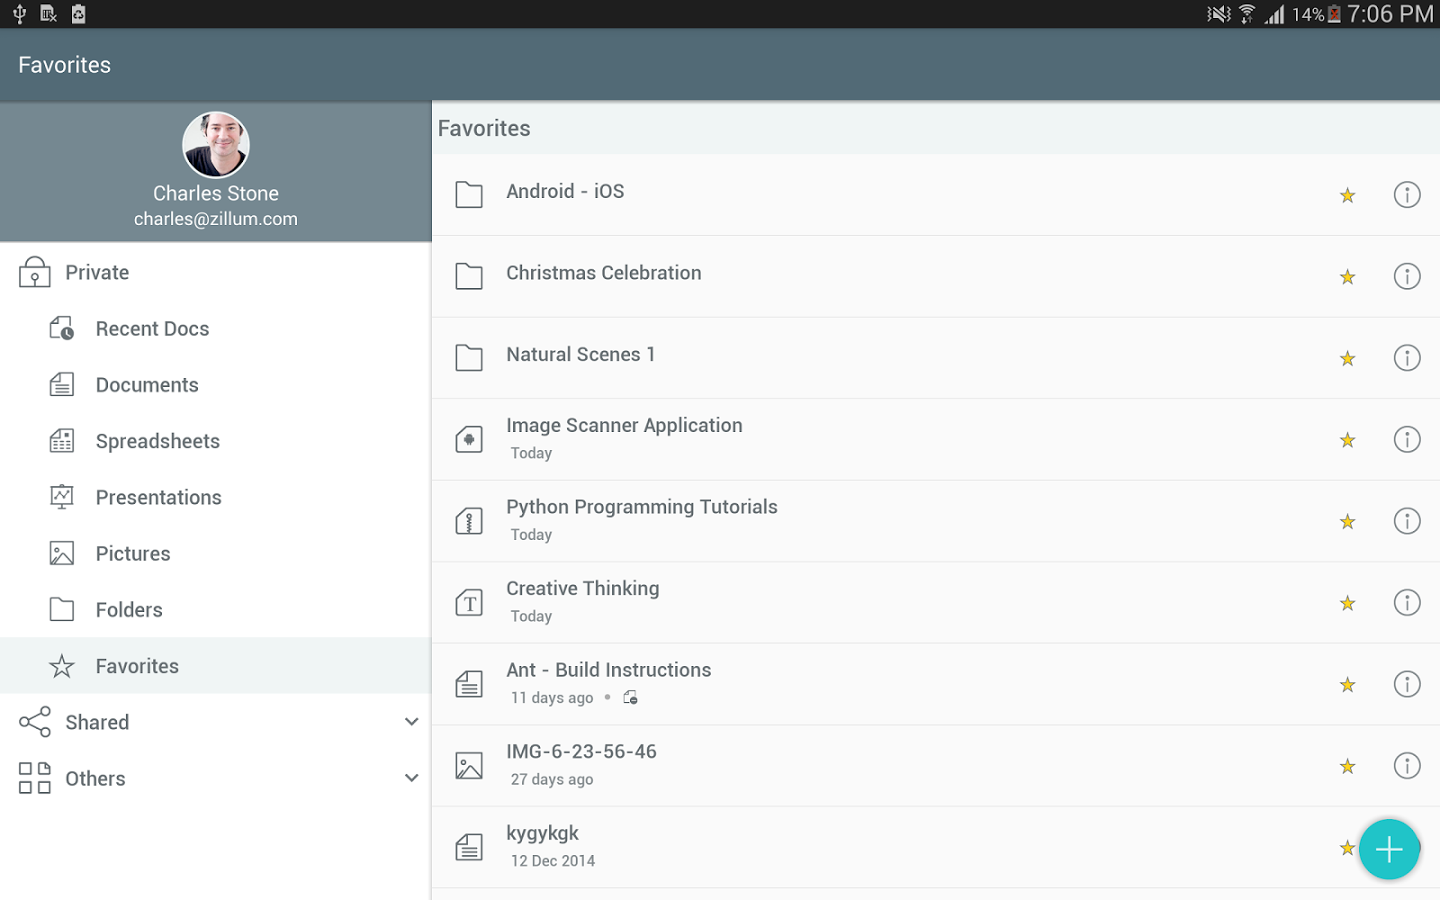 14% 7:06 PM
Favorites
Charles Stone
charles@zillum.com
Private
Recent Docs
Documents
Spreadsheets
Presentations
Pictures
Folders
Favorites
Shared
Others
Favorites
Android - iOS
Christmas Celebration
Natural Scenes 1
Image Scanner Application
Today
Python Programming Tutorials
Today
Creative Thinking
Today
Ant - Build Instructions
11 days ago •
IMG-6-23-56-46
27 days ago
kygykgk
12 Dec 2014